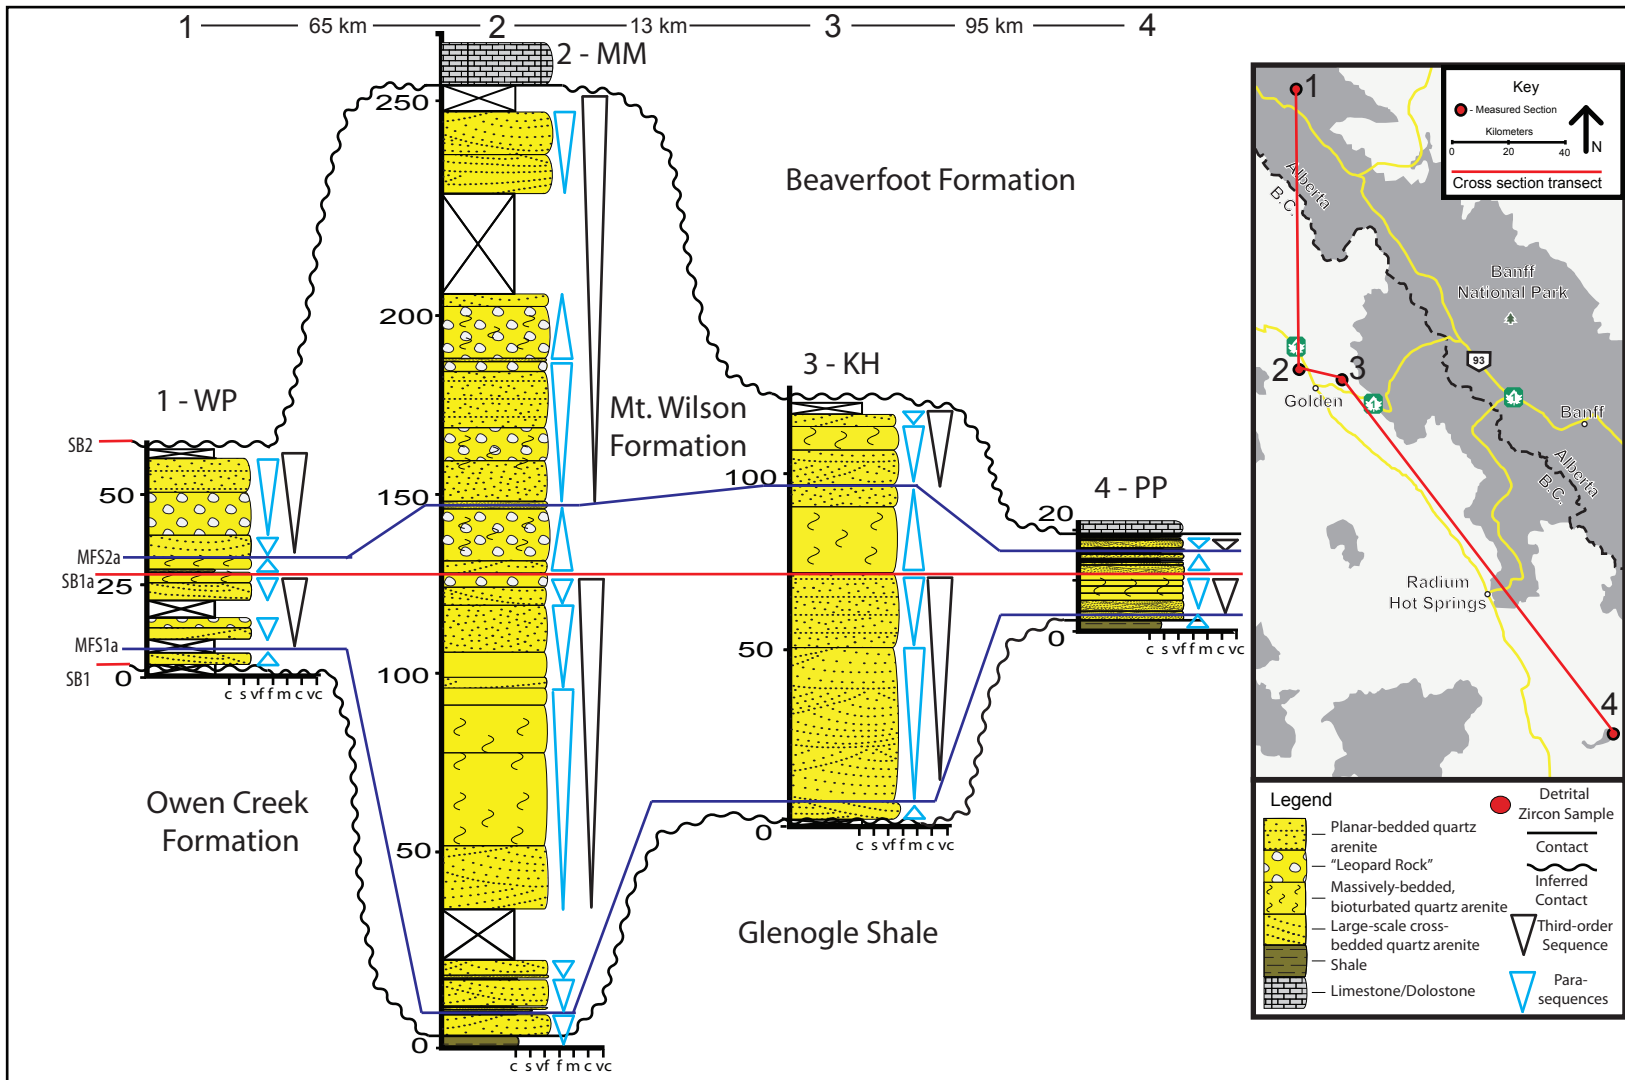 1 65 km 2 13 km 3 95 km 4
2 - MM
250
Beaverfoot Formation
200
3 - KH
1 - WP
Mt. Wilson
Formation
SB2
50
150
100
4 - PP
20
MFS2a
SB1a
25
MFS1a
SB1
0
c s vf f m c vc
100
50
0
c s vf f m c vc
Owen Creek
Formation
50
0
c s vf f m c vc
Glenogle Shale
0
c s vf f m c vc
1
Key
- Measured Section
Kilometers
0 20 40
N
Cross section transect
Alberta
B.C.
Banff
National Park
1
2
3
93
Golden
1
1
Banff
Alberta
B.C.
Radium
Hot Springs
4
Legend
Planar-bedded quartz
arenite
"Leopard Rock"
Massively-bedded,
bioturbated quartz arenite
Large-scale cross-
bedded quartz arenite
Shale
Limestone/Dolostone
Detrital
Zircon Sample
Contact
Inferred
Contact
Third-order
Sequence
Para-
sequences